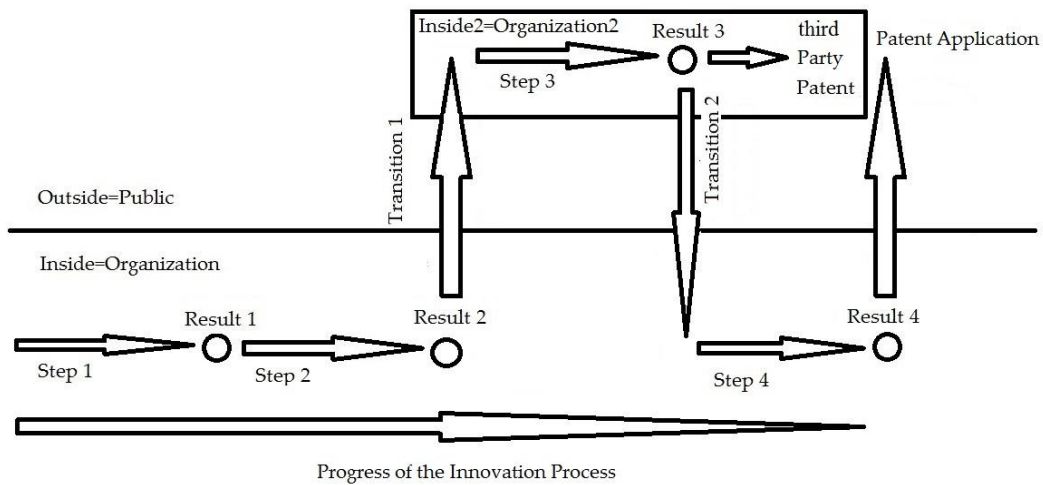 Inside2=Organization2
Result 3
third
Party
Patent
Patent Application
Step 3
Transition 1
Transition 2
Outside=Public
Inside=Organization
Result 1
Result 2
Result 4
Step 1
Step 2
Step 4
Progress of the Innovation Process